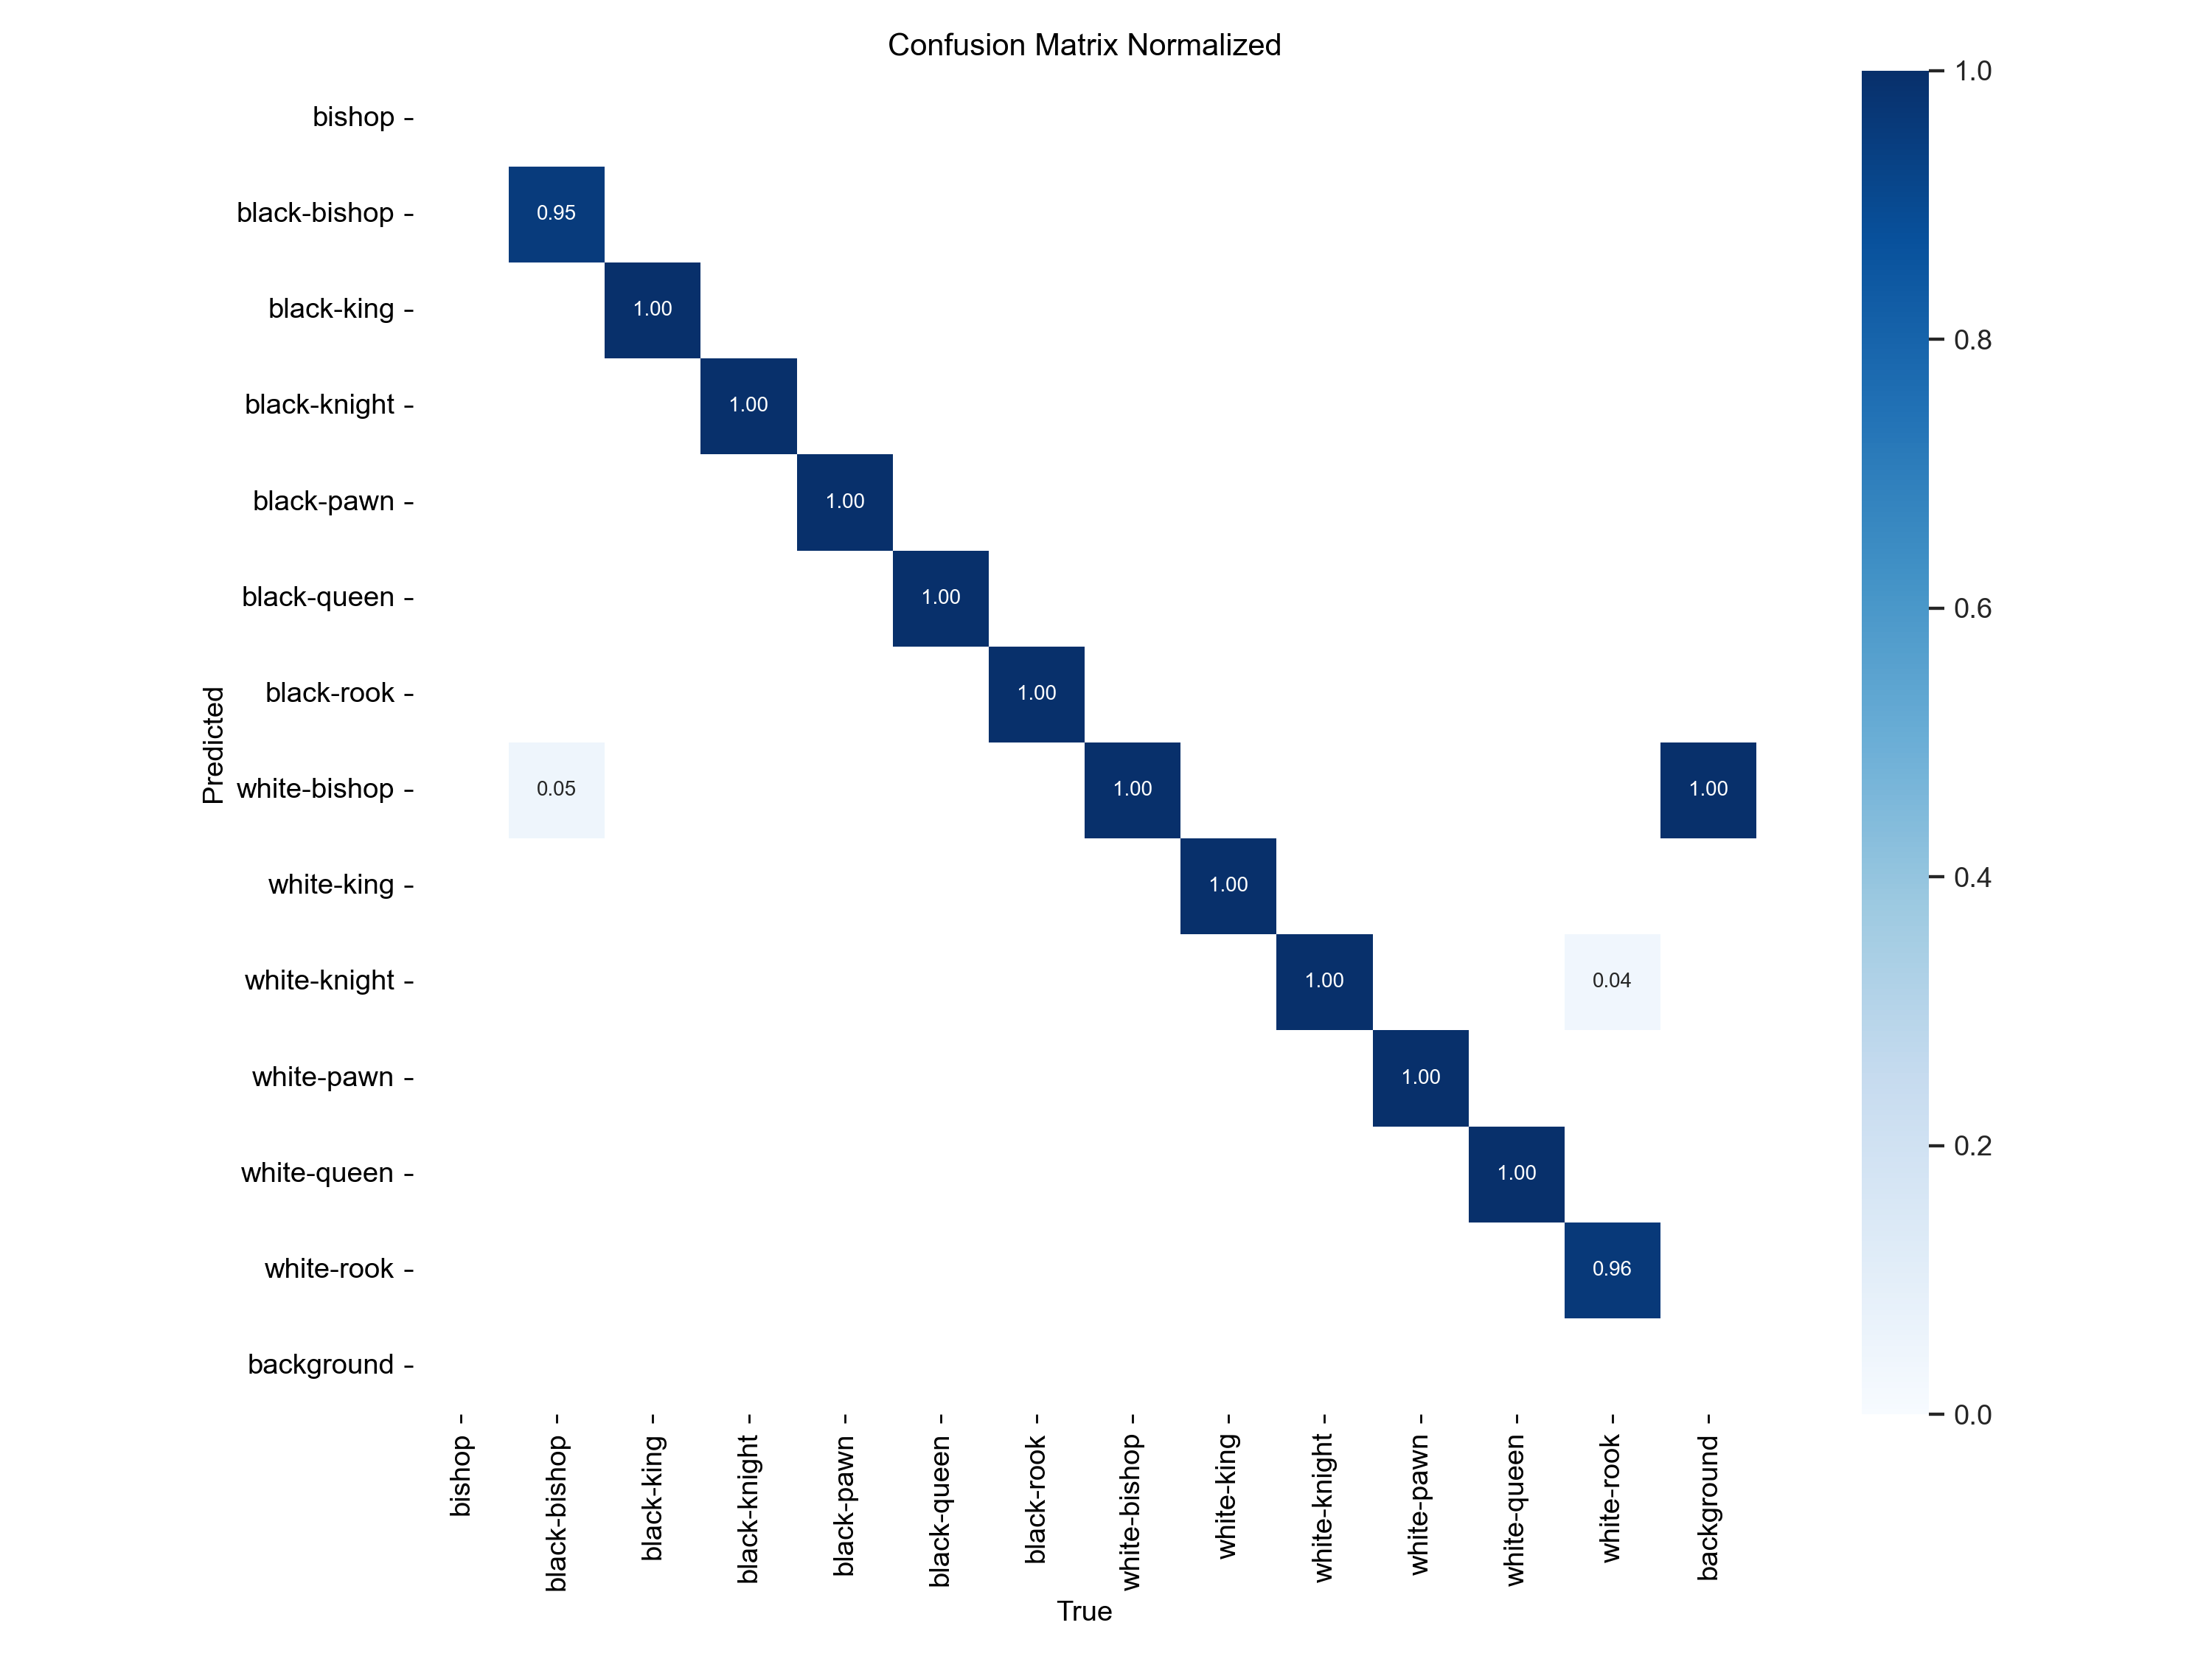 Confusion Matrix Normalized
bishop
black-bishop 0.95
black-king 1.00
black-knight 1.00
black-pawn 1.00
black-queen 1.00
black-rook 1.00
white-bishop 0.05 1.00 1.00
white-king 1.00
white-knight 1.00 0.04
white-pawn 1.00
white-queen 1.00
white-rook 0.96
background
Predicted
bishop
black-bishop
black-king
black-knight
black-pawn
black-queen
black-rook
white-bishop
white-king
white-knight
white-pawn
white-queen
white-rook
background
True
1.0
0.8
0.6
0.4
0.2
0.0